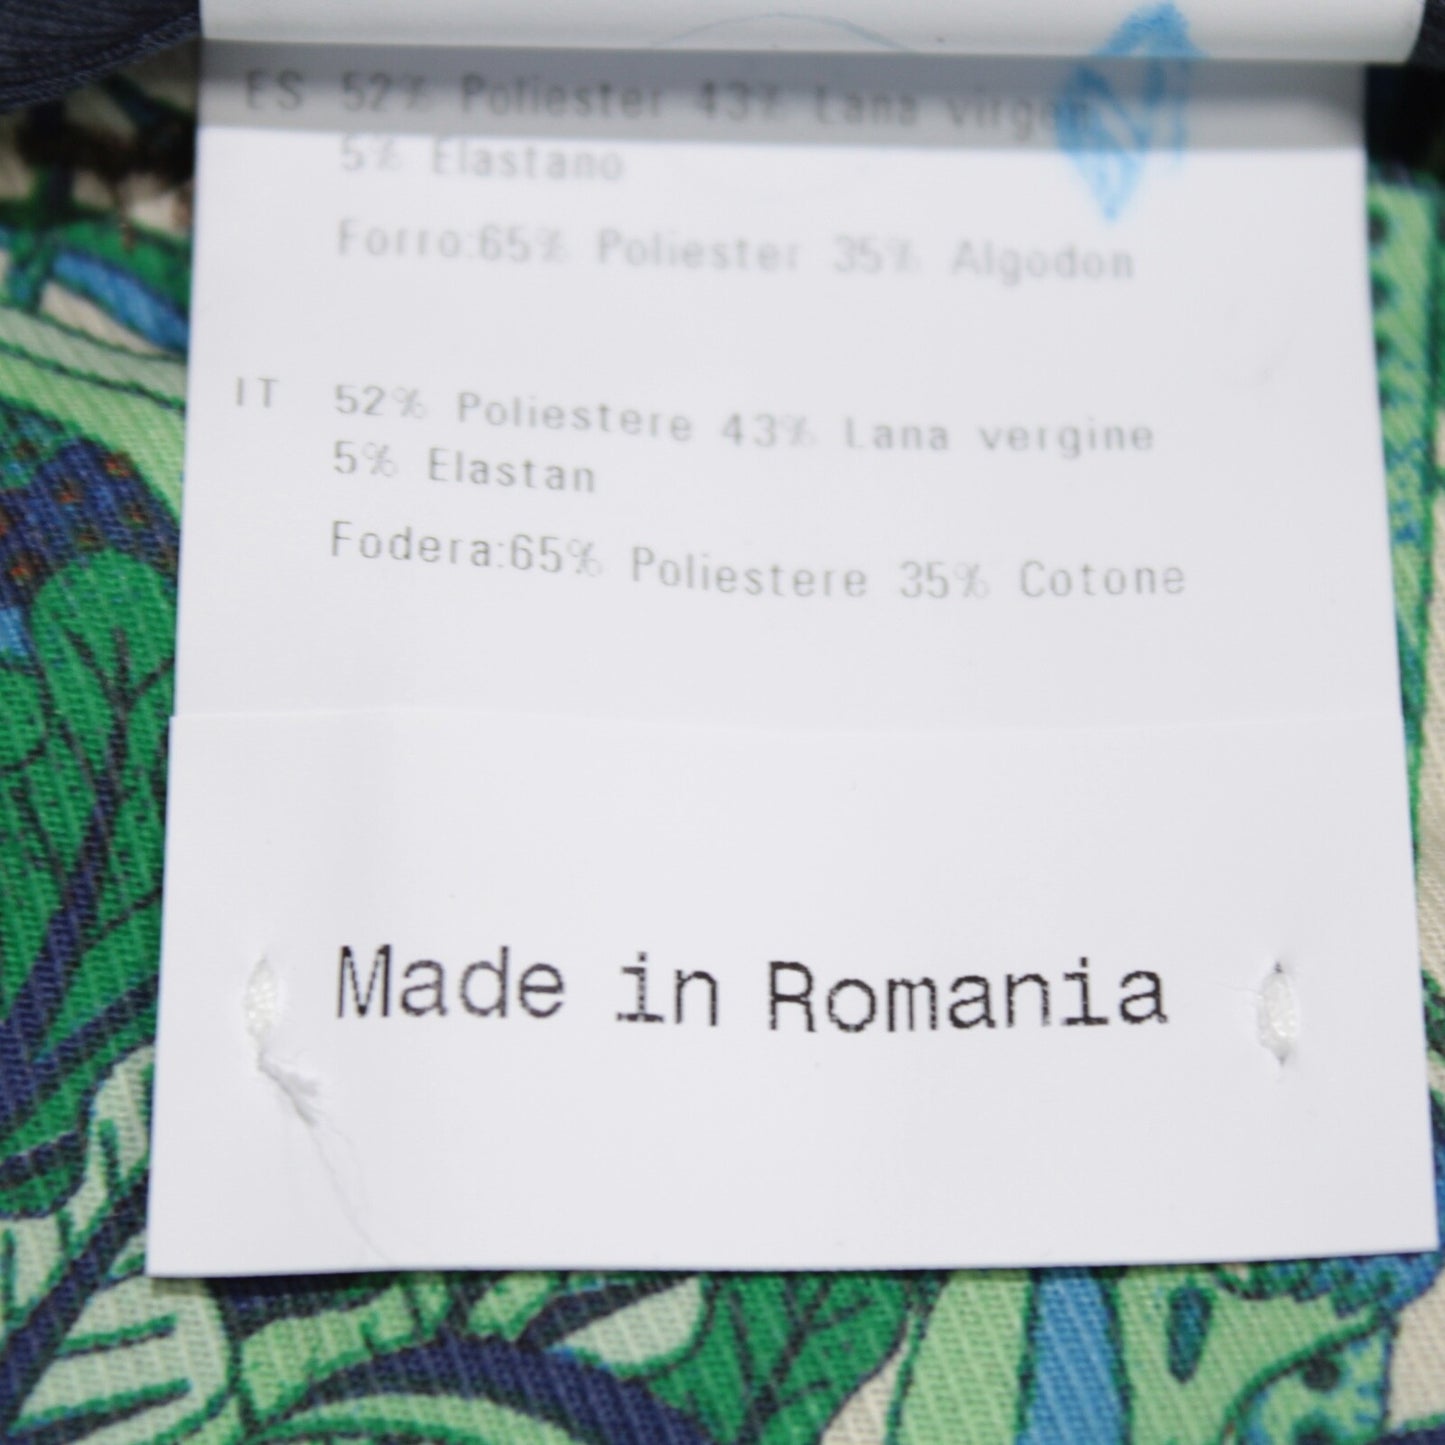 ES 52% Poliester 43% Lana virgen
5% Elastano
Forro:65% Poliester 35% Algodon
IT 52% Poliestere 43% Lana vergine
5% Elastan
Fodera:65% Poliestere 35% Cotone
Made in Romania